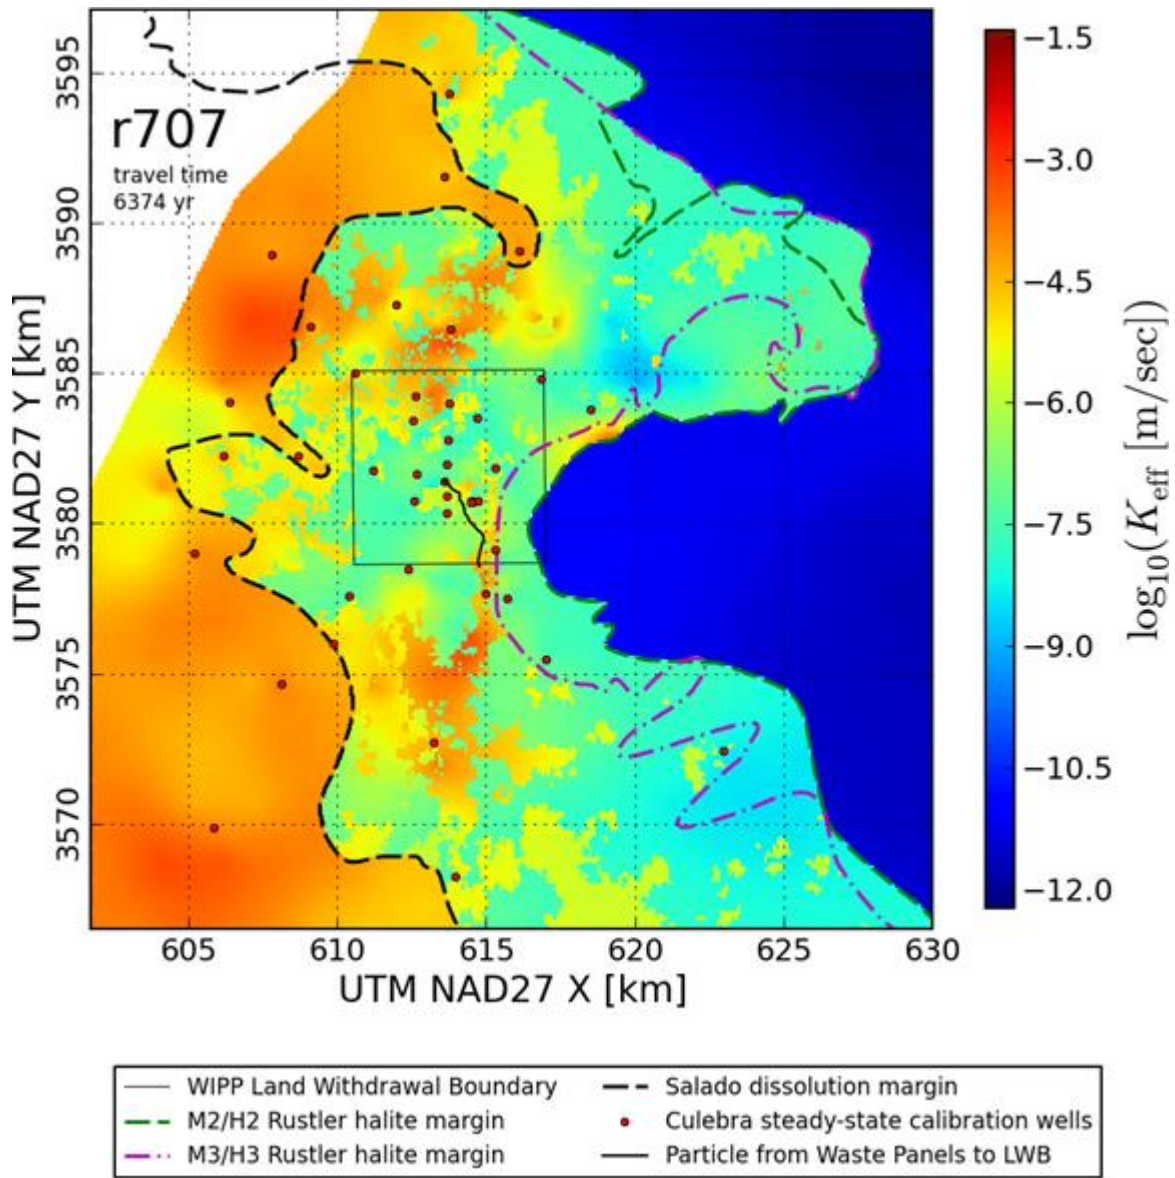 r707
travel time
6374 yr
3595
3590
3585
3580
3575
3570
UTM NAD27 Y [km]
605 610 615 620 625 630
UTM NAD27 X [km]
−1.5
−3.0
−4.5
−6.0
−7.5
−9.0
−10.5
−12.0
log₁₀(K_eff [m/sec])
WIPP Land Withdrawal Boundary
M2/H2 Rustler halite margin
M3/H3 Rustler halite margin
Salado dissolution margin
Culebra steady-state calibration wells
Particle from Waste Panels to LWB